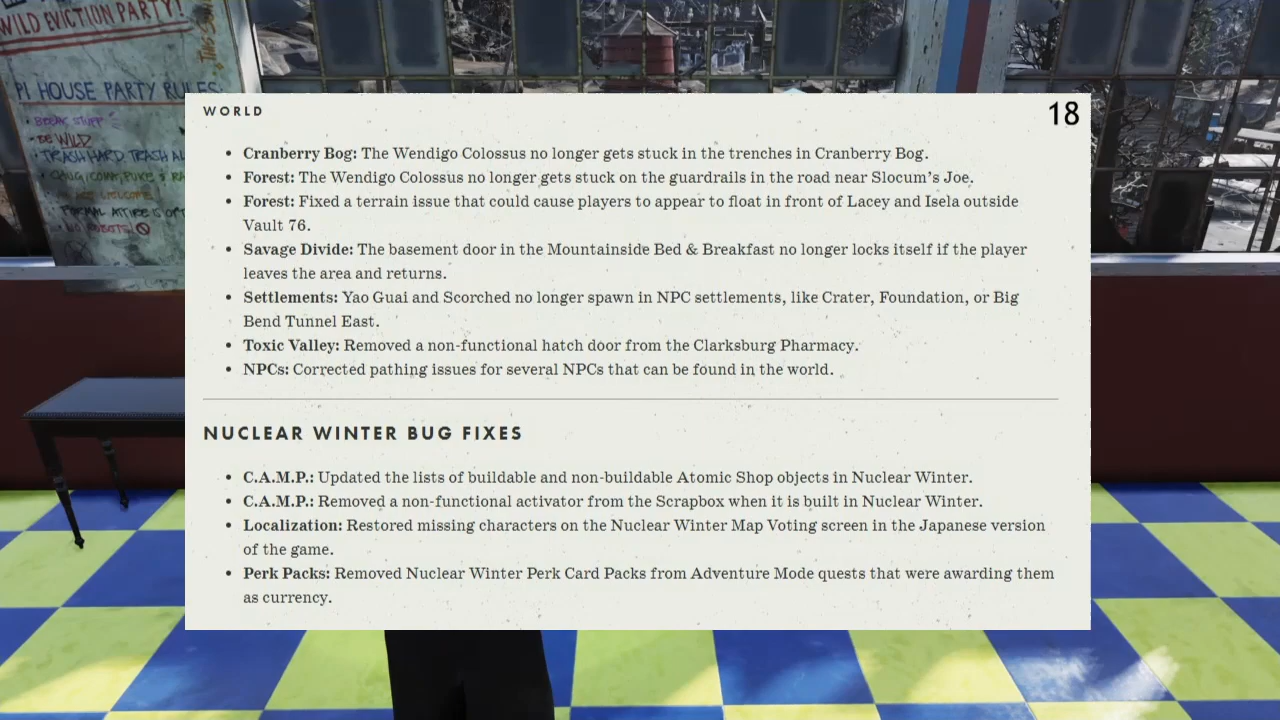 WILD EVICTION PARTY!
PI HOUSE PARTY RULES:
• BREAK STUFF
• BE WILD
• TRASH HARD TRASH AL
WORLD
18
• Cranberry Bog: The Wendigo Colossus no longer gets stuck in the trenches in Cranberry Bog.
• Forest: The Wendigo Colossus no longer gets stuck on the guardrails in the road near Slocum's Joe.
• Forest: Fixed a terrain issue that could cause players to appear to float in front of Lacey and Isela outside
Vault 76.
• Savage Divide: The basement door in the Mountainside Bed & Breakfast no longer locks itself if the player
leaves the area and returns.
• Settlements: Yao Guai and Scorched no longer spawn in NPC settlements, like Crater, Foundation, or Big
Bend Tunnel East.
• Toxic Valley: Removed a non-functional hatch door from the Clarksburg Pharmacy.
• NPCs: Corrected pathing issues for several NPCs that can be found in the world.
NUCLEAR WINTER BUG FIXES
• C.A.M.P.: Updated the lists of buildable and non-buildable Atomic Shop objects in Nuclear Winter.
• C.A.M.P.: Removed a non-functional activator from the Scrapbox when it is built in Nuclear Winter.
• Localization: Restored missing characters on the Nuclear Winter Map Voting screen in the Japanese version
of the game.
• Perk Packs: Removed Nuclear Winter Perk Card Packs from Adventure Mode quests that were awarding them
as currency.